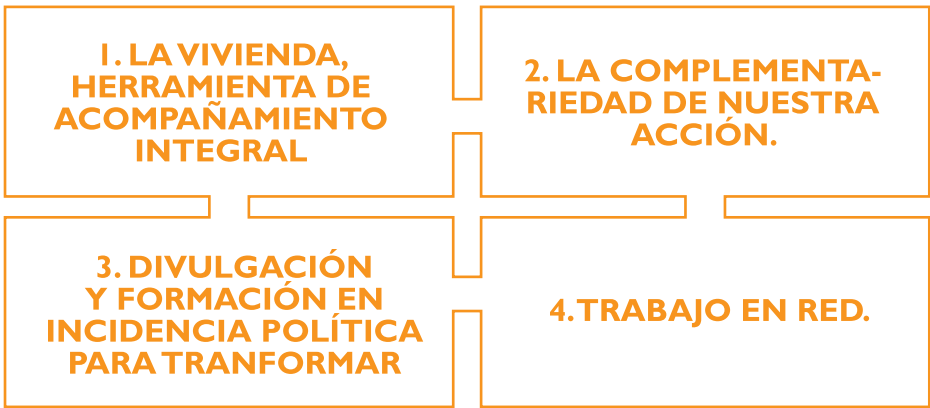 1. LA VIVIENDA,
HERRAMIENTA DE
ACOMPAÑAMIENTO
INTEGRAL
2. LA COMPLEMENTA-
RIEDAD DE NUESTRA
ACCIÓN.
3. DIVULGACIÓN
Y FORMACIÓN EN
INCIDENCIA POLÍTICA
PARA TRANFORMAR
4. TRABAJO EN RED.